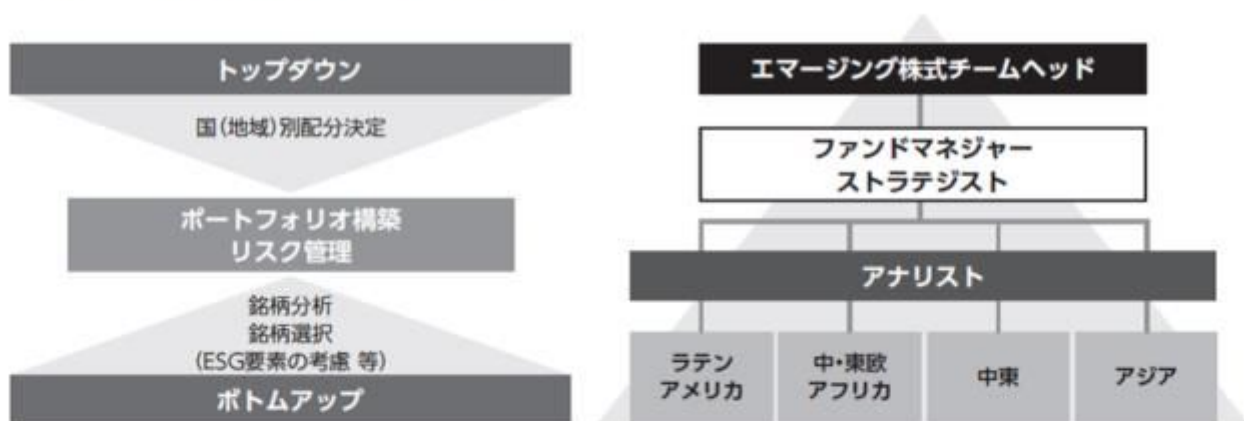 トップダウン
国(地域)別配分決定
ポートフォリオ構築
リスク管理
銘柄分析
銘柄選択
(ESG要素の考慮 等)
ボトムアップ
エマージング株式チームヘッド
ファンドマネジャー
ストラテジスト
アナリスト
ラテン
アメリカ
中・東欧
アフリカ
中東
アジア